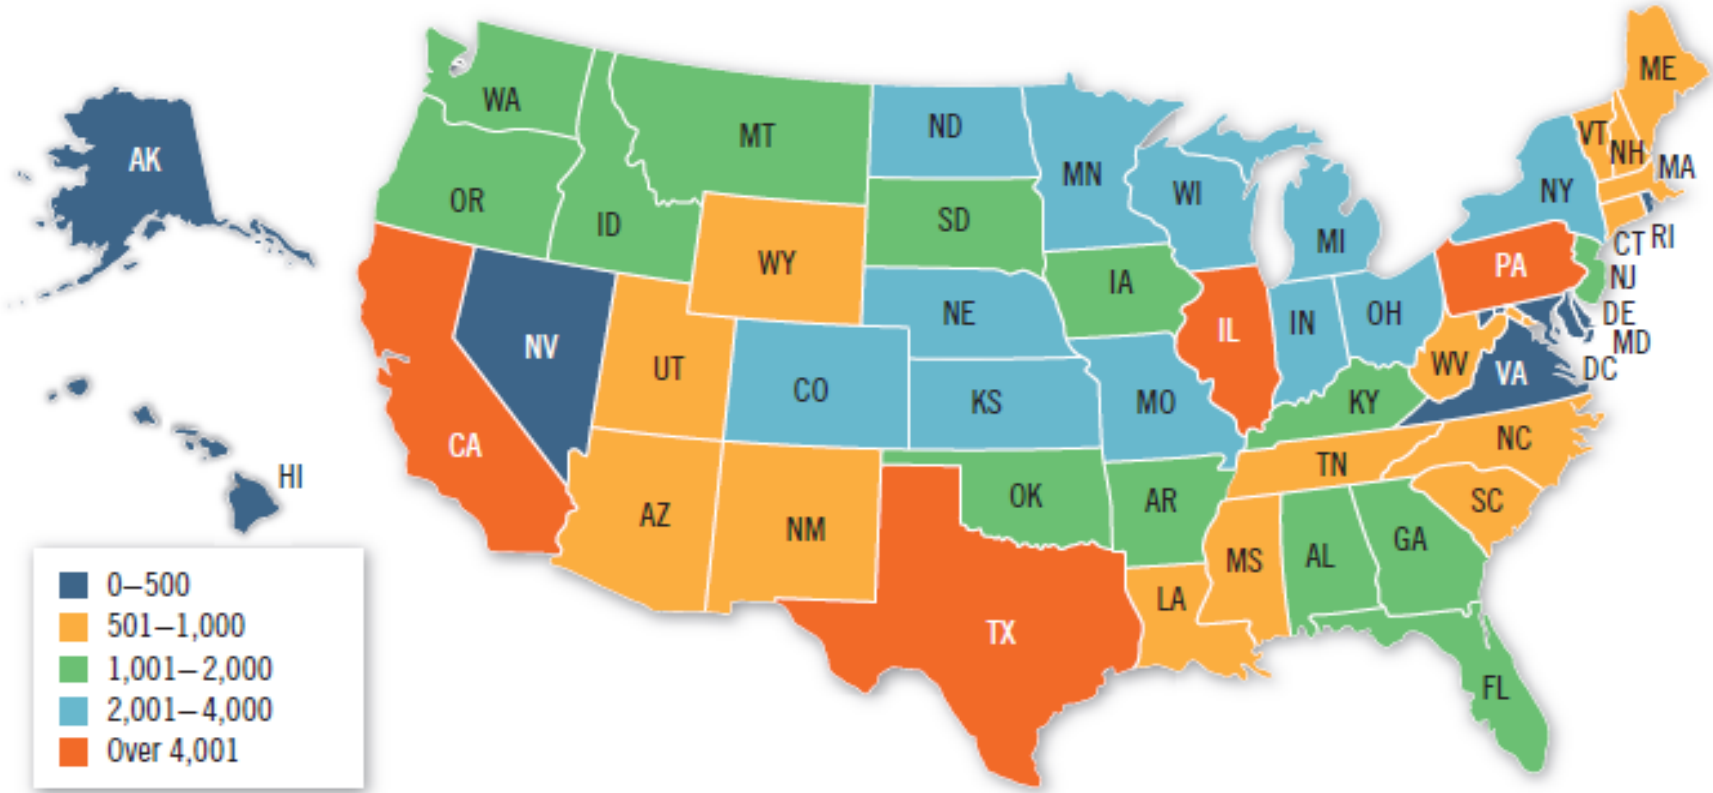 ME
WA
MT
ND
MN
VT
NH
MA
AK
OR
ID
SD
WI
MI
NY
CT
RI
WY
IA
PA
NJ
NE
IL
IN
OH
DE
MD
NV
UT
CO
KS
MO
WV
VA
DC
KY
CA
HI
AZ
NM
OK
AR
TN
NC
SC
MS
AL
GA
LA
TX
FL
0–500
501–1,000
1,001–2,000
2,001–4,000
Over 4,001